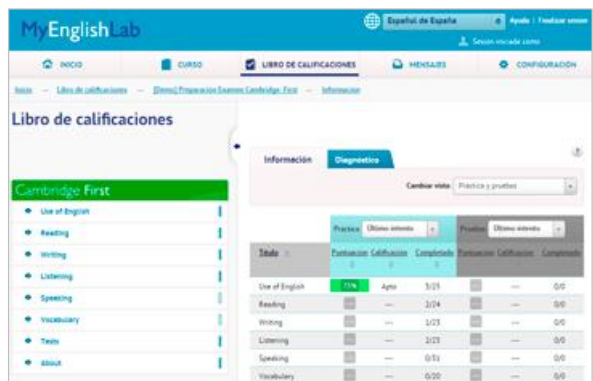 MyEnglishLab
Español de España
Ayuda | Finalizar sesión
Sesión iniciada como
INICIO
CURSO
LIBRO DE CALIFICACIONES
MENSAJES
CONFIGURACIÓN
Inicio — Libro de calificaciones — [Demo] Preparación Examen Cambridge: First — Información
Libro de calificaciones
Información
Diagnóstico
Cambiar vista: Práctica y pruebas
Cambridge First
Use of English
Reading
Writing
Listening
Speaking
Vocabulary
Tests
About
Práctica Último intento
Pruebas Último intento
Título Puntuación Calificación Completado Puntuación Calificación Completado
Use of English 75% Apto 3/25 --- 0/0
Reading --- 2/24 --- 0/0
Writing --- 1/23 --- 0/0
Listening --- 2/25 --- 0/0
Speaking --- 0/31 --- 0/0
Vocabulary --- 0/20 --- 0/0